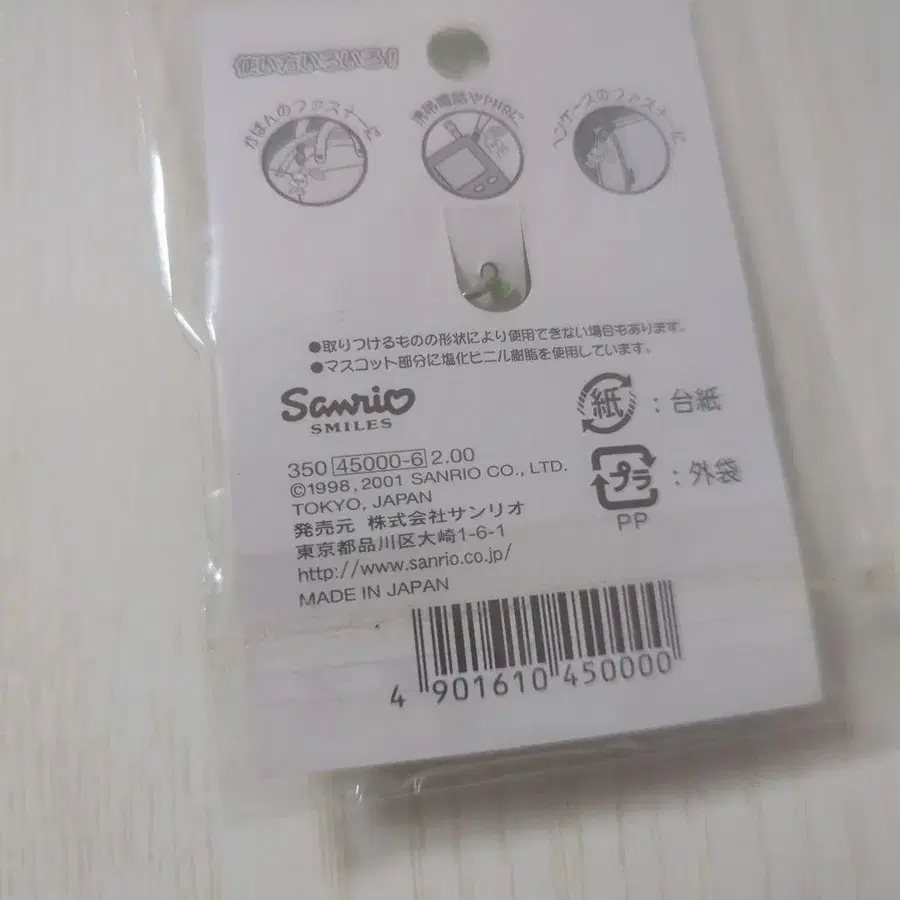 使い方いろいろ!
かばんのファスナーに
携帯電話やPHSに
ペンケースのファスナーに
●取りつけるものの形状により使用できない場合もあります。
●マスコット部分に塩化ビニル樹脂を使用しています。
Sanrio
SMILES
紙 : 台紙
350 45000-6 2.00
©1998, 2001 SANRIO CO., LTD.
プラ : 外袋
PP
TOKYO, JAPAN
発売元 株式会社サンリオ
東京都品川区大崎1-6-1
http://www.sanrio.co.jp/
MADE IN JAPAN
4 901610 450000